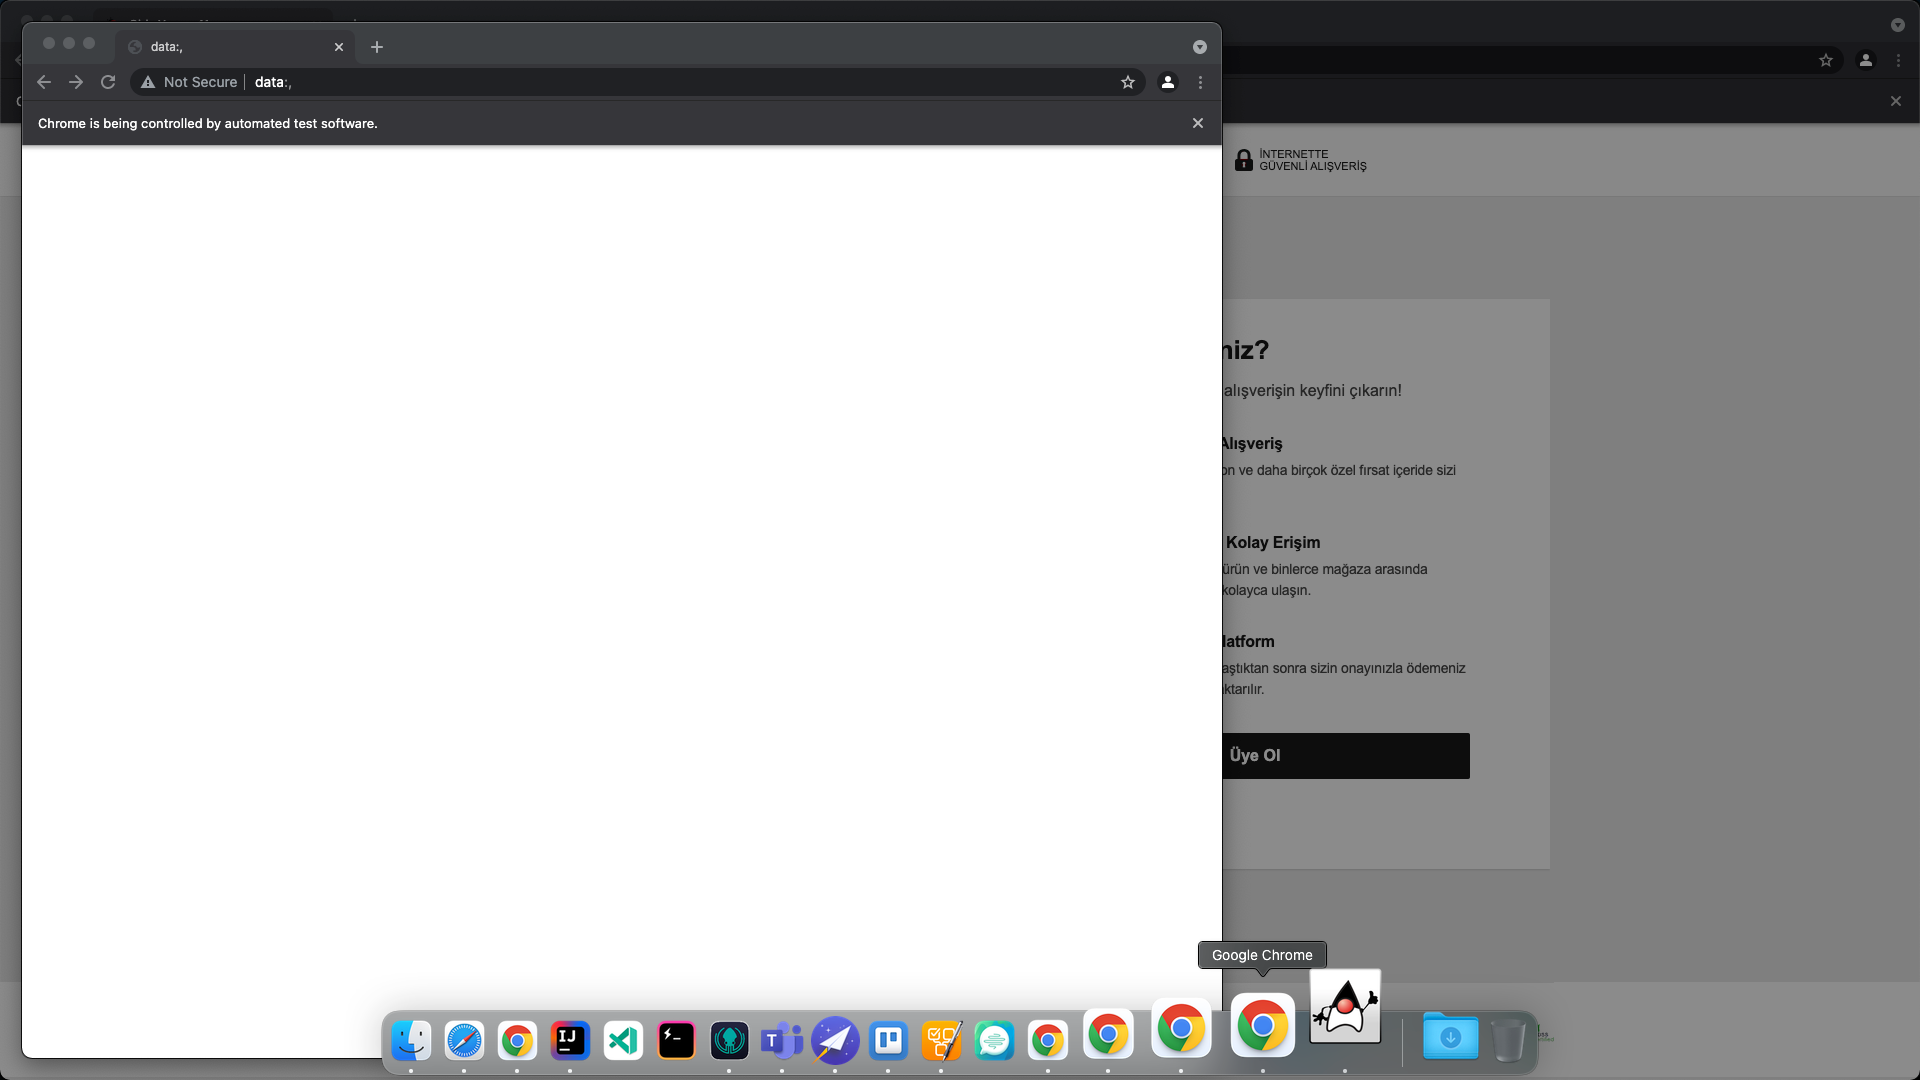 data:,
Not Secure
data:,
Chrome is being controlled by automated test software.
İNTERNETTE
GÜVENLİ ALIŞVERİŞ
niz?
alışverişin keyfini çıkarın!
Alışveriş
on ve daha birçok özel fırsat içeride sizi
Kolay Erişim
ürün ve binlerce mağaza arasında
kolayca ulaşın.
latform
aştıktan sonra sizin onayınızla ödemeniz
ktarılır.
Üye Ol
Google Chrome
IJ
T